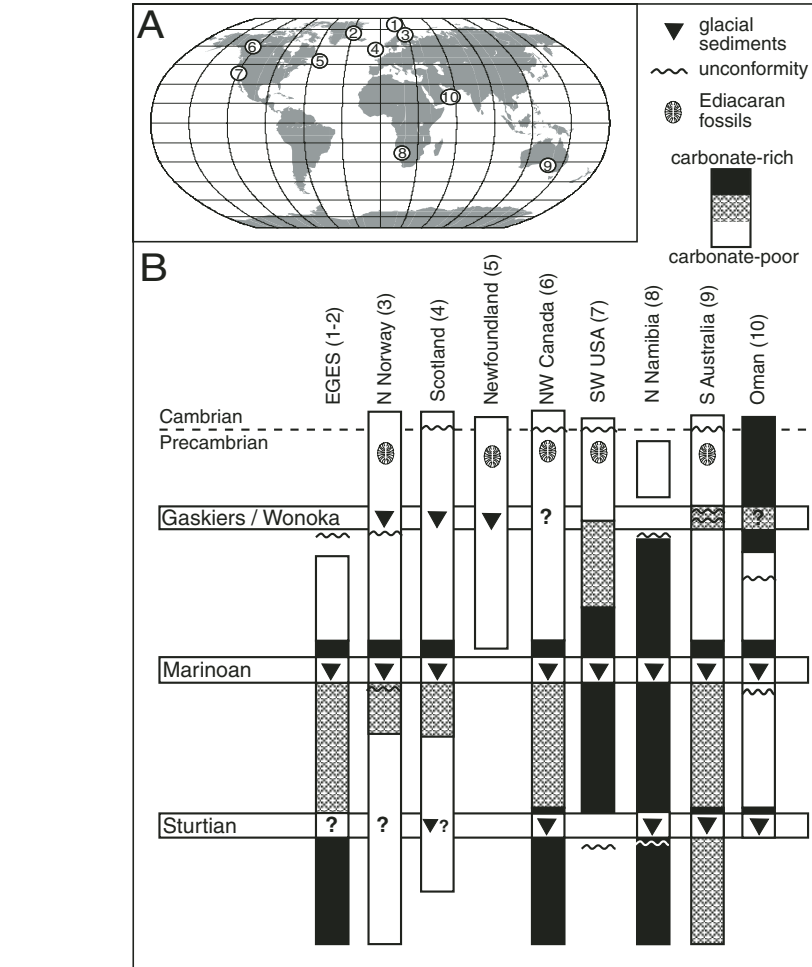 A
1
2
3
4
5
6
7
8
9
10
glacial
sediments
unconformity
Ediacaran
fossils
carbonate-rich
carbonate-poor
B
EGES (1-2)
N Norway (3)
Scotland (4)
Newfoundland (5)
NW Canada (6)
SW USA (7)
N Namibia (8)
S Australia (9)
Oman (10)
Cambrian
Precambrian
Gaskiers / Wonoka
?
?
Marinoan
Sturtian
?
?
?